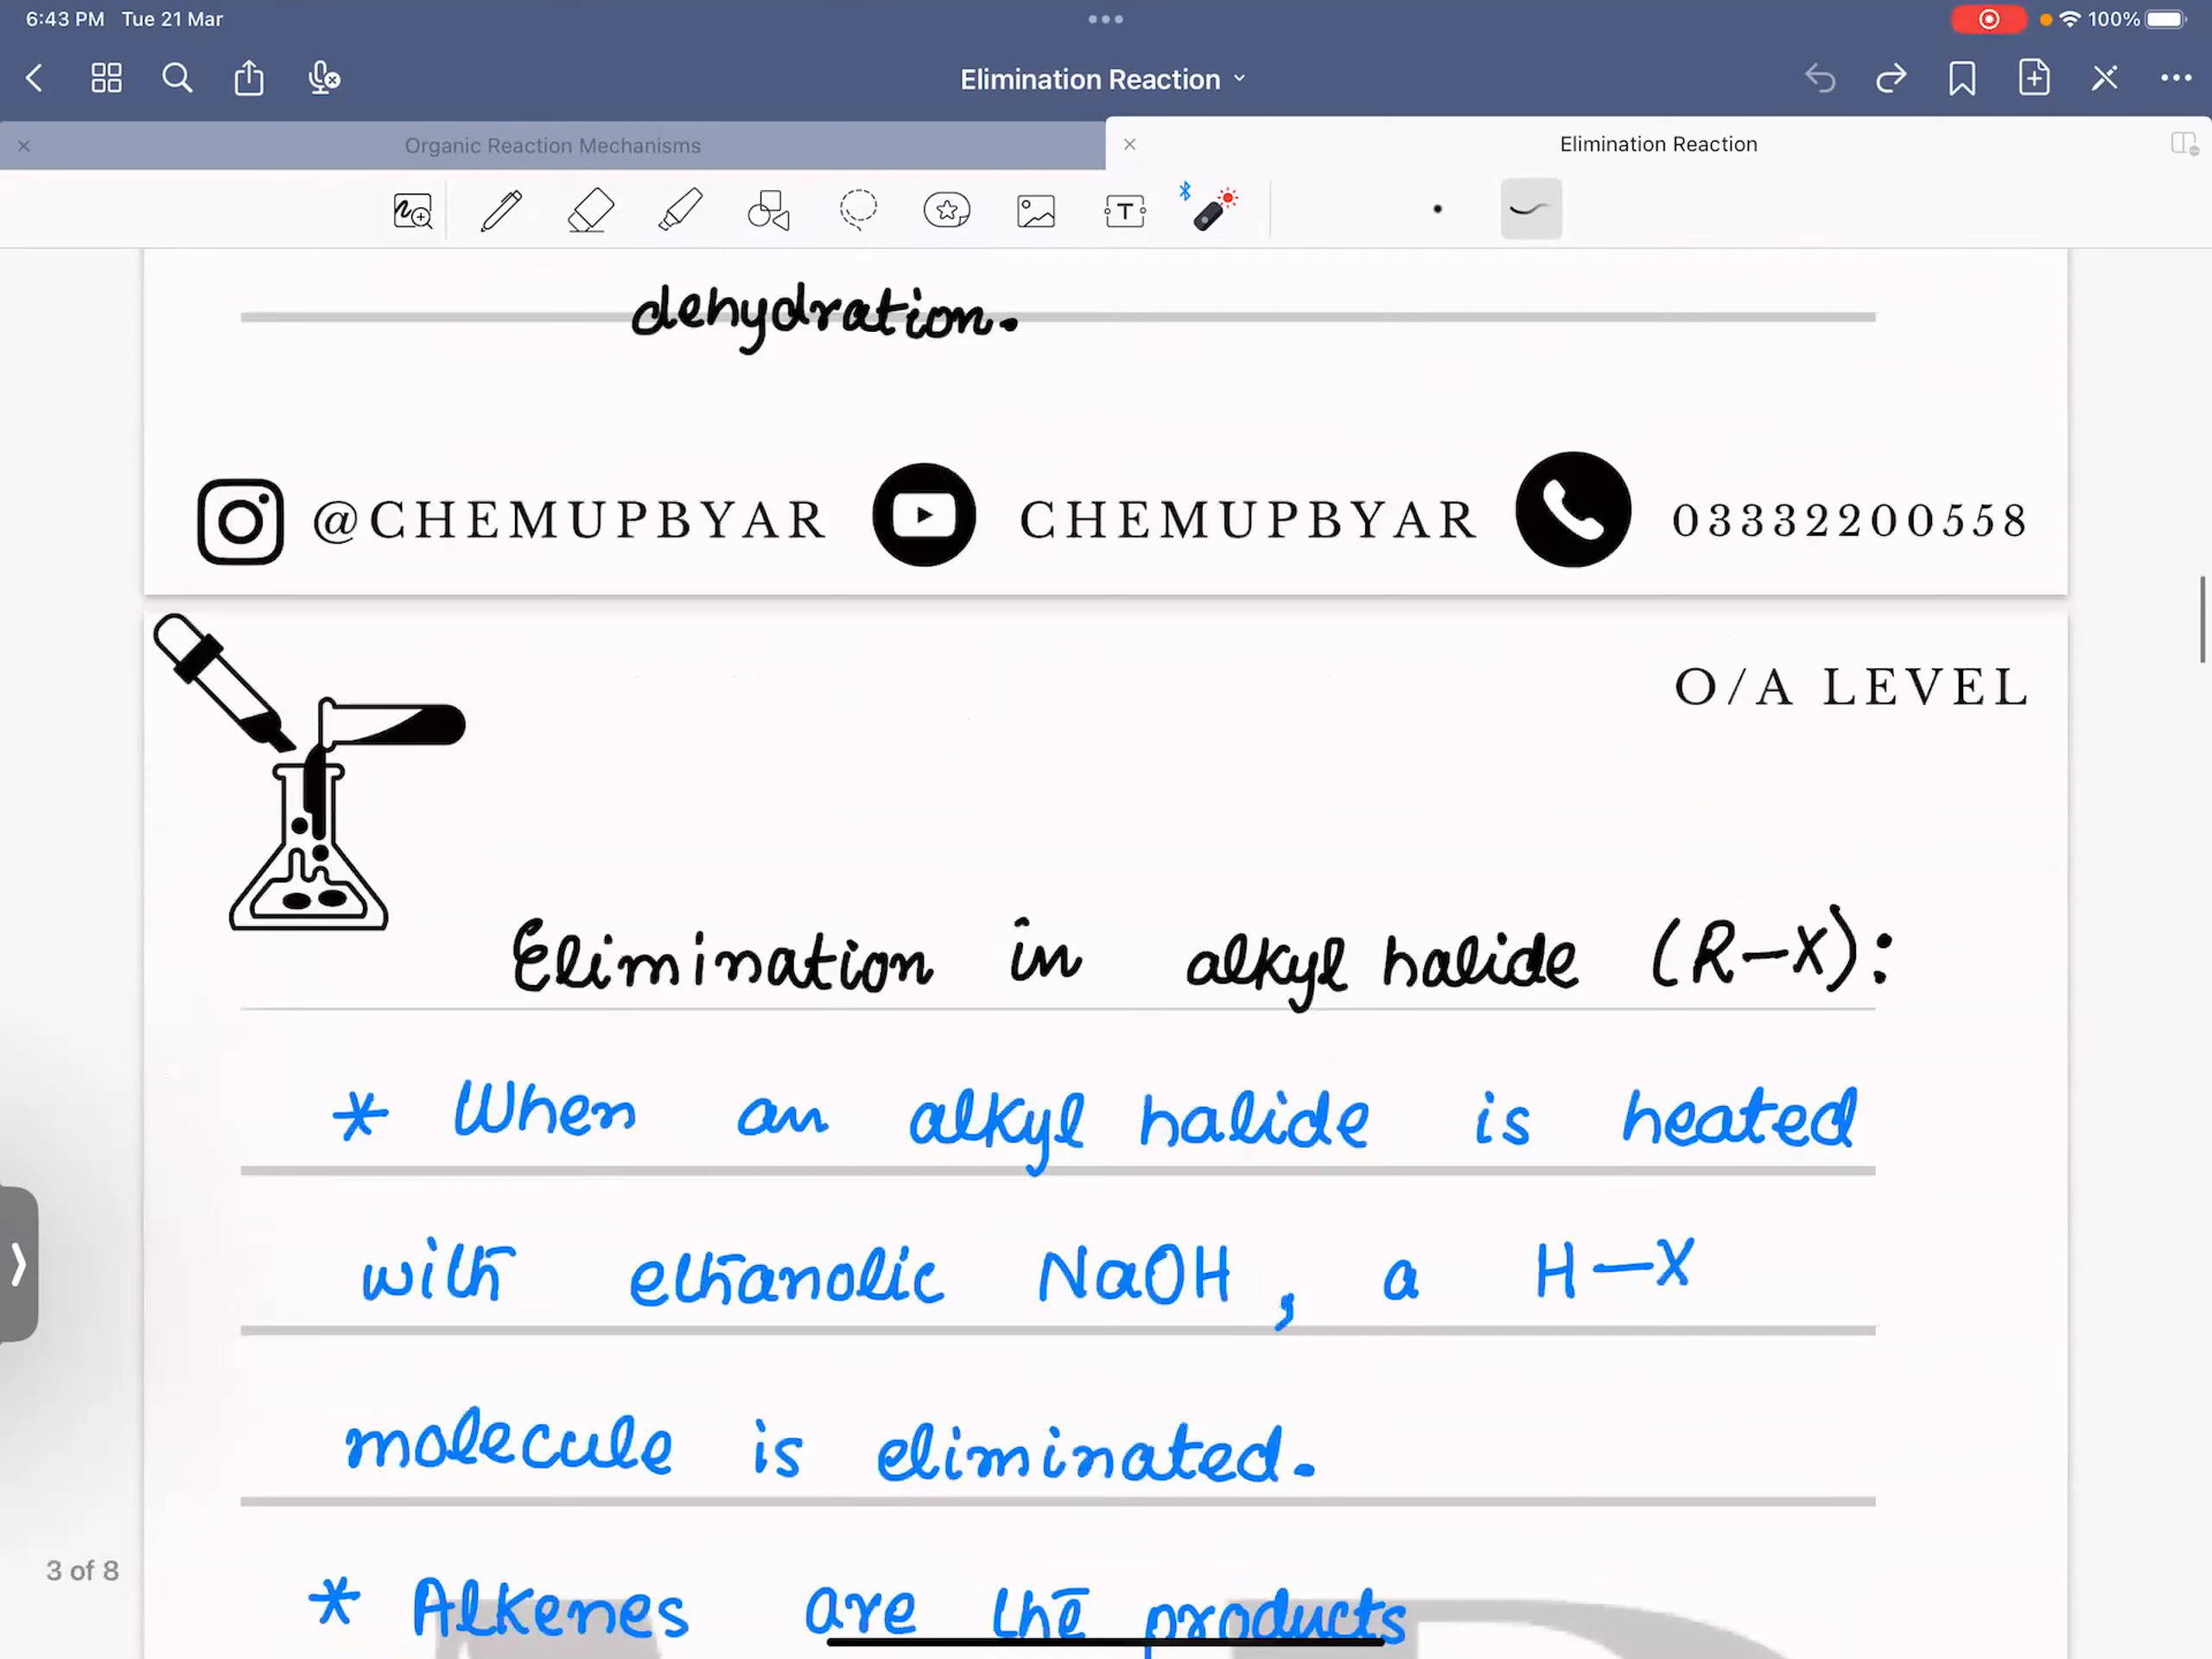 6:43 PM Tue 21 Mar
100%
Elimination Reaction
Organic Reaction Mechanisms
Elimination Reaction
T
dehydration.
@CHEMUPBYAR CHEMUPBYAR 03332200558
O/A LEVEL
Elimination in alkyl halide (R-X):
* When an alkyl halide is heated
with ethanolic NaOH, a H-X
molecule is eliminated.
3 of 8
* Alkenes are the products